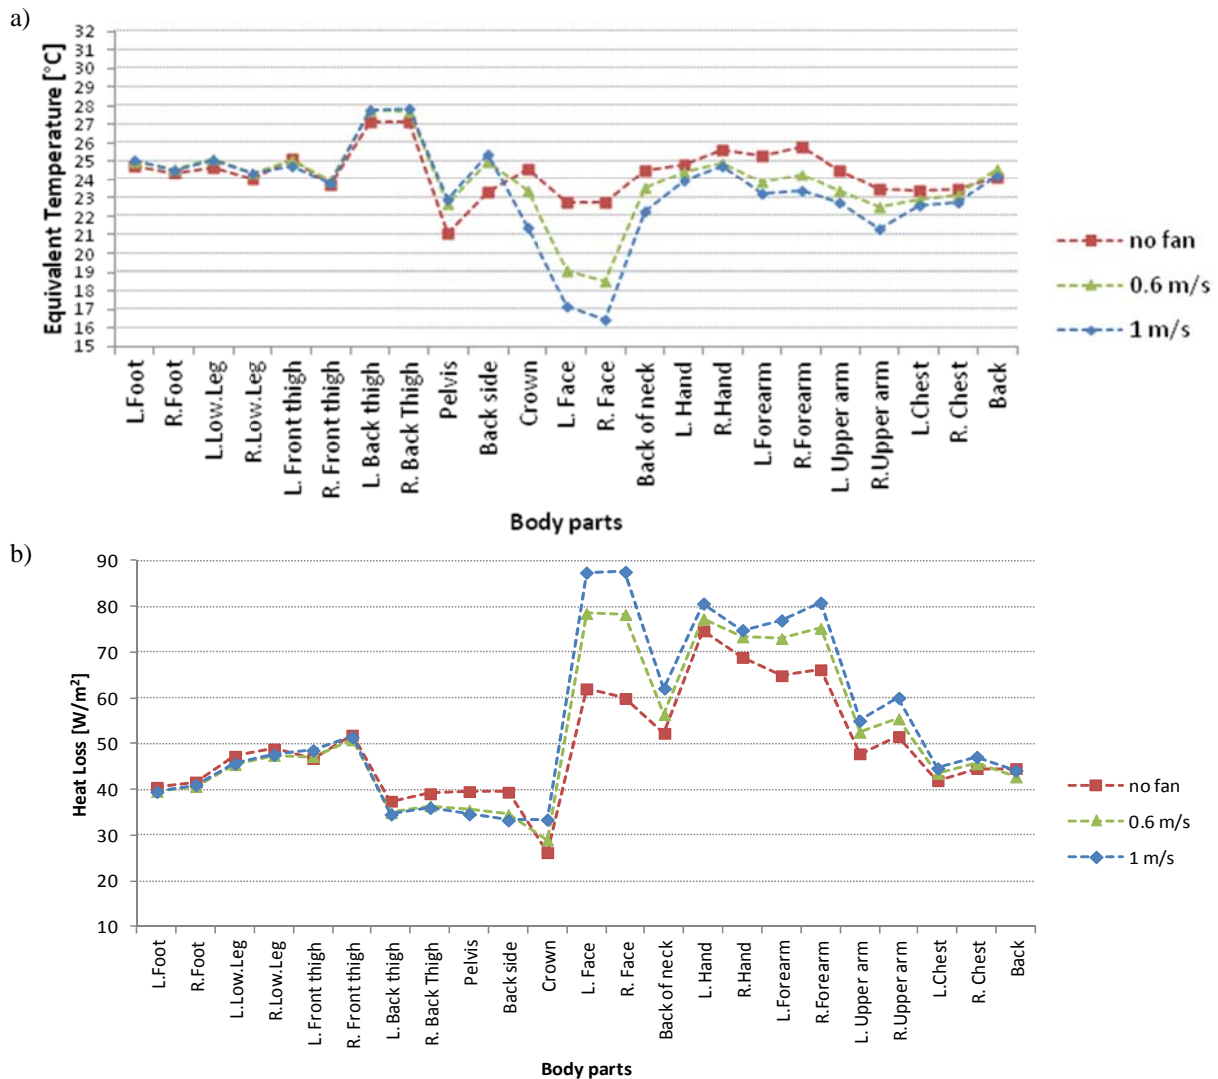 a)
Equivalent Temperature [°C]
32
31
30
29
28
27
26
25
24
23
22
21
20
19
18
17
16
15
L.Foot
R.Foot
L.Low.Leg
R.Low.Leg
L. Front thigh
R. Front thigh
L. Back thigh
R. Back Thigh
Pelvis
Back side
Crown
L. Face
R. Face
Back of neck
L. Hand
R.Hand
L.Forearm
R.Forearm
L. Upper arm
R.Upper arm
L.Chest
R. Chest
Back
Body parts
no fan
0.6 m/s
1 m/s
b)
Heat Loss [W/m²]
90
80
70
60
50
40
30
20
10
L.Foot
R.Foot
L.Low.Leg
R.Low.Leg
L. Front thigh
R. Front thigh
L.Back thigh
R. Back Thigh
Pelvis
Back side
Crown
L. Face
R. Face
Back of neck
L.Hand
R.Hand
L.Forearm
R.Forearm
L. Upper arm
R.Upper arm
L.Chest
R. Chest
Back
Body parts
no fan
0.6 m/s
1 m/s